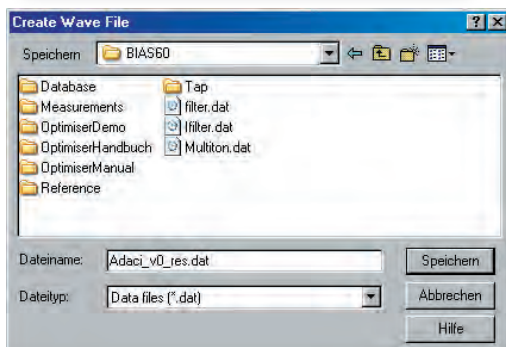 Create Wave File
Speichern BIAS60
Database
Measurements
OptimiserDemo
OptimiserHandbuch
OptimiserManual
Reference
Tap
filter.dat
lfilter.dat
Multiton.dat
Dateiname: Adaci_v0_res.dat Speichern
Dateityp: Data files (*.dat) Abbrechen
Hilfe